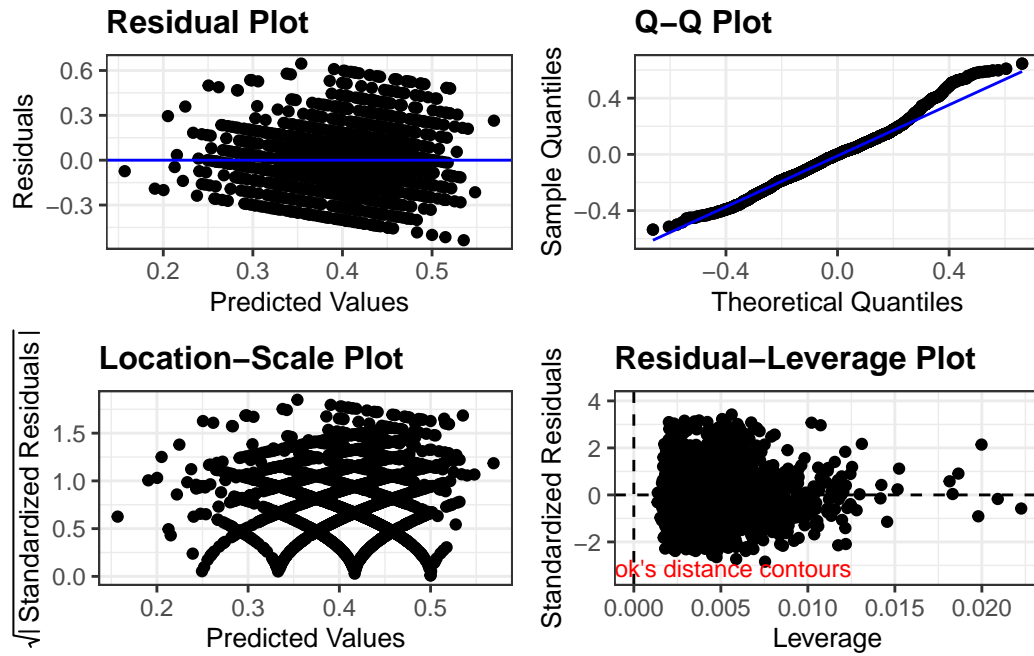 Residual Plot
Residuals
0.6
0.3
0.0
−0.3
0.2
0.3
0.4
0.5
Predicted Values
Q−Q Plot
Sample Quantiles
0.4
0.0
−0.4
−0.4
0.0
0.4
Theoretical Quantiles
Location−Scale Plot
√| Standardized Residuals |
1.5
1.0
0.5
0.0
0.2
0.3
0.4
0.5
Predicted Values
Residual−Leverage Plot
Standardized Residuals
4
2
0
−2
ok's distance contours
0.000
0.005
0.010
0.015
0.020
Leverage